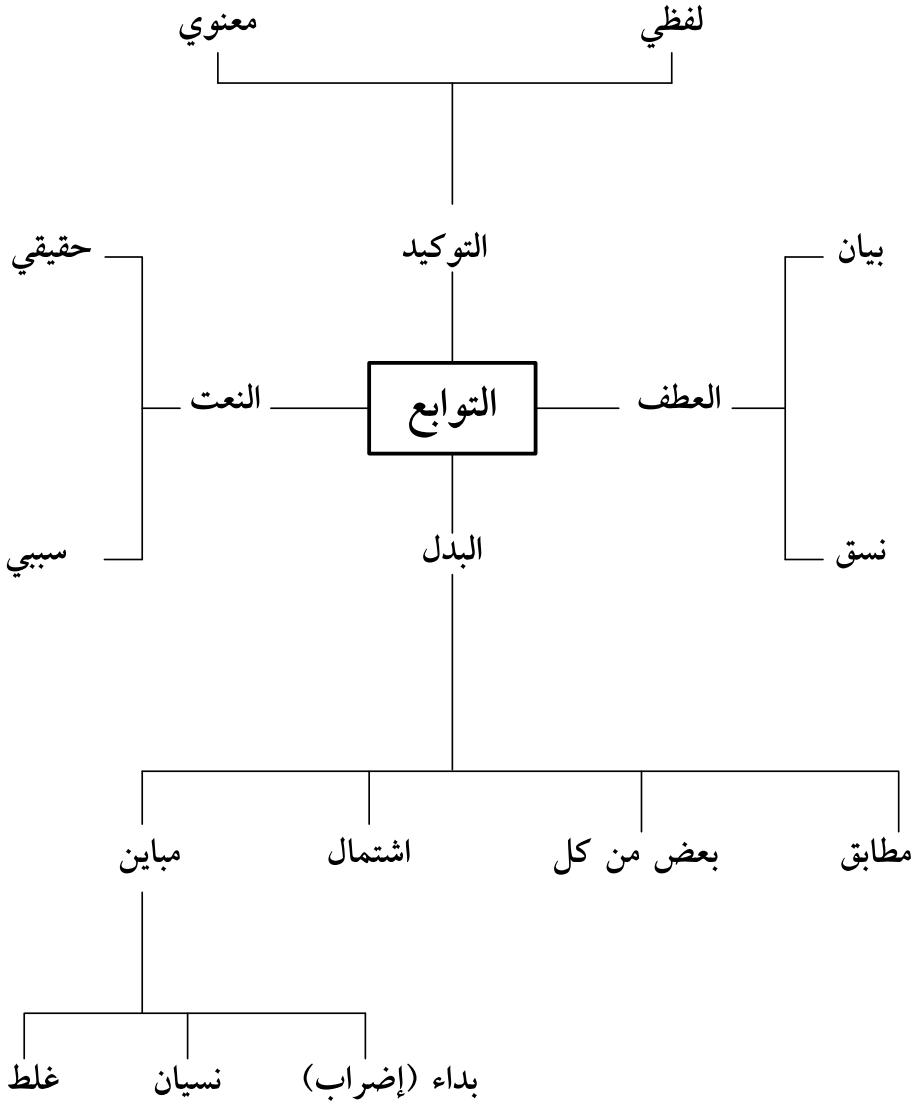 لفظي معنوي
بيان التوكيد حقيقي
العطف التوابع النعت
نسق البدل سببي
مطابق بعض من كل اشتمال مباين
بداء (إضراب) نسيان غلط